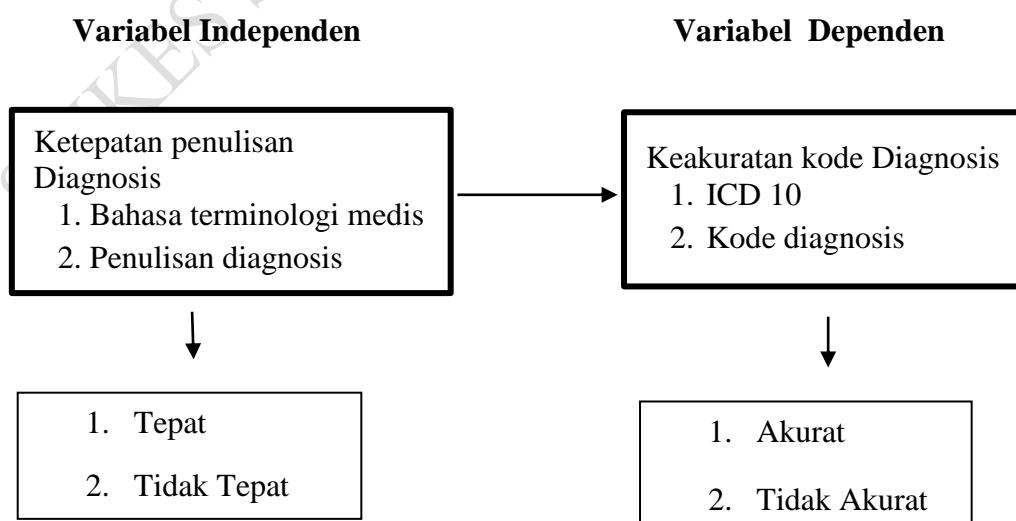 Variabel Independen
Variabel Dependen
Ketepatan penulisan
Diagnosis
1. Bahasa terminologi medis
2. Penulisan diagnosis
Keakuratan kode Diagnosis
1. ICD 10
2. Kode diagnosis
1. Tepat
2. Tidak Tepat
1. Akurat
2. Tidak Akurat